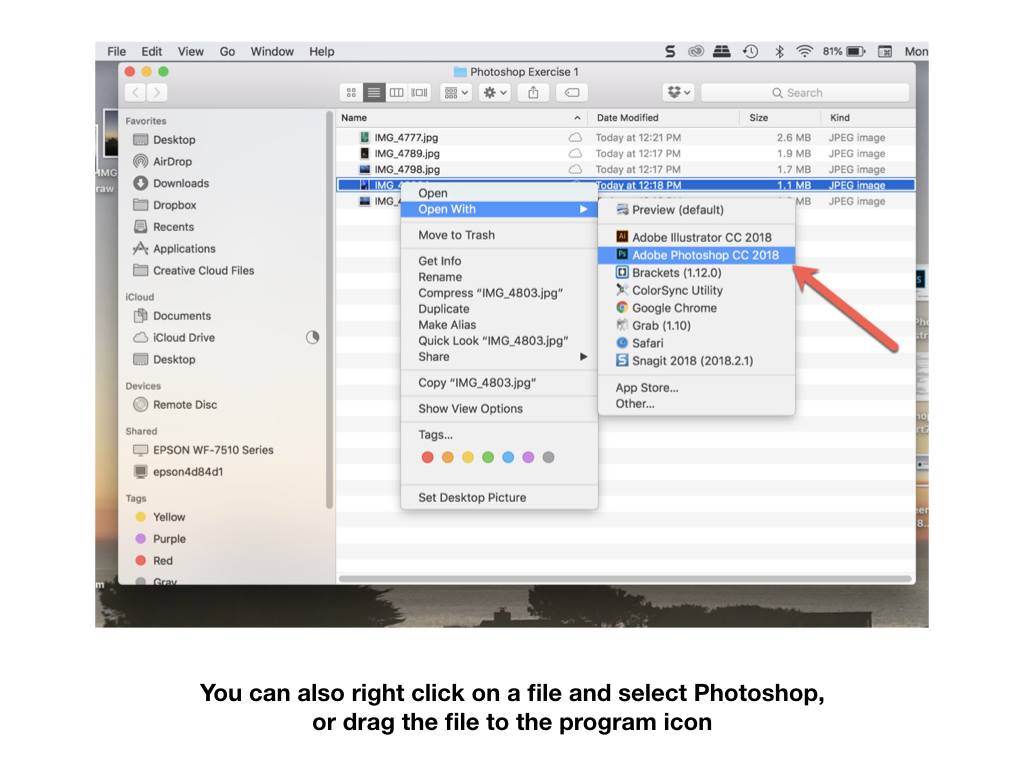 File Edit View Go Window Help 81% Mon
Photoshop Exercise 1
Search
Favorites
Desktop
AirDrop
Downloads
Dropbox
Recents
Applications
Creative Cloud Files
iCloud
Documents
iCloud Drive
Desktop
Devices
Remote Disc
Shared
EPSON WF-7510 Series
epson4d84d1
Tags
Yellow
Purple
Red
Gray
Name Date Modified Size Kind
IMG_4777.jpg Today at 12:21 PM 2.6 MB JPEG image
IMG_4789.jpg Today at 12:17 PM 1.9 MB JPEG image
IMG_4798.jpg Today at 12:17 PM 1.7 MB JPEG image
Today at 12:18 PM 1.1 MB JPEG image
MB JPEG image
Open
Open With
Move to Trash
Get Info
Rename
Compress “IMG_4803.jpg”
Duplicate
Make Alias
Quick Look “IMG_4803.jpg”
Share
Copy “IMG_4803.jpg”
Show View Options
Tags...
Set Desktop Picture
Preview (default)
Adobe Illustrator CC 2018
Adobe Photoshop CC 2018
Brackets (1.12.0)
ColorSync Utility
Google Chrome
Grab (1.10)
Safari
Snagit 2018 (2018.2.1)
App Store...
Other...
IMG
raw
You can also right click on a file and select Photoshop,
or drag the file to the program icon